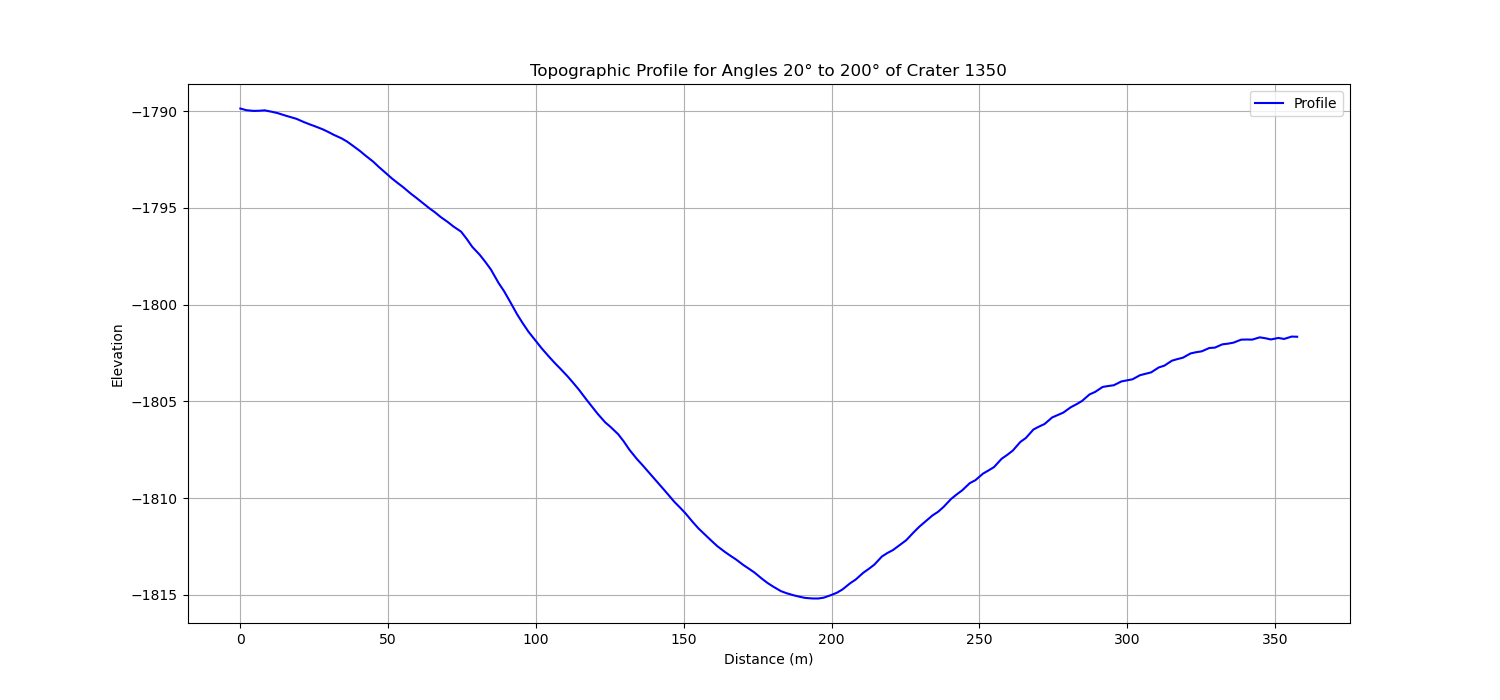 Topographic Profile for Angles 20° to 200° of Crater 1350
Profile
−1790
−1795
−1800
−1805
−1810
−1815
Elevation
0 50 100 150 200 250 300 350
Distance (m)